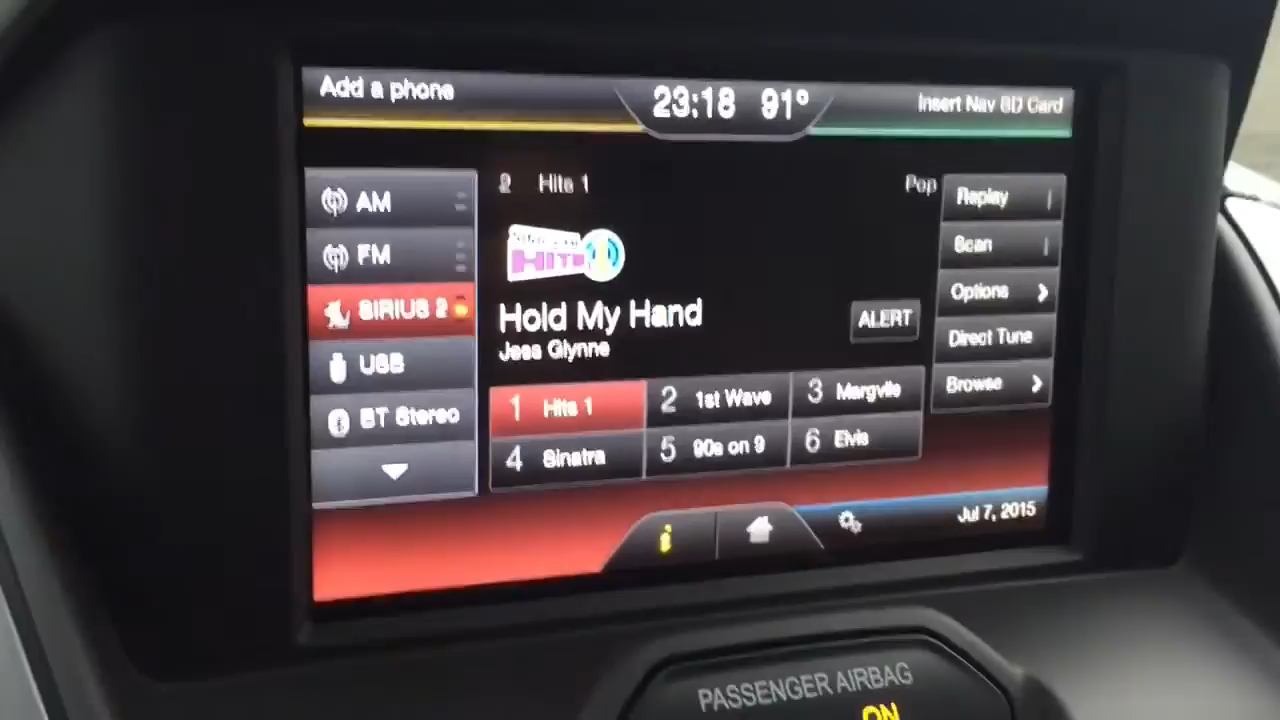 Add a phone
23:18 91°
Insert Nav SD Card
AM
FM
SIRIUS 2
USB
BT Stereo
2 Hits 1
Pop
HITS
Hold My Hand
Jess Glynne
ALERT
1 Hits 1
2 1st Wave
3 Margvlle
4 Sinatra
5 90s on 9
6 Elvis
Replay
Scan
Options
Direct Tune
Browse
i
Jul 7, 2015
PASSENGER AIRBAG
ON